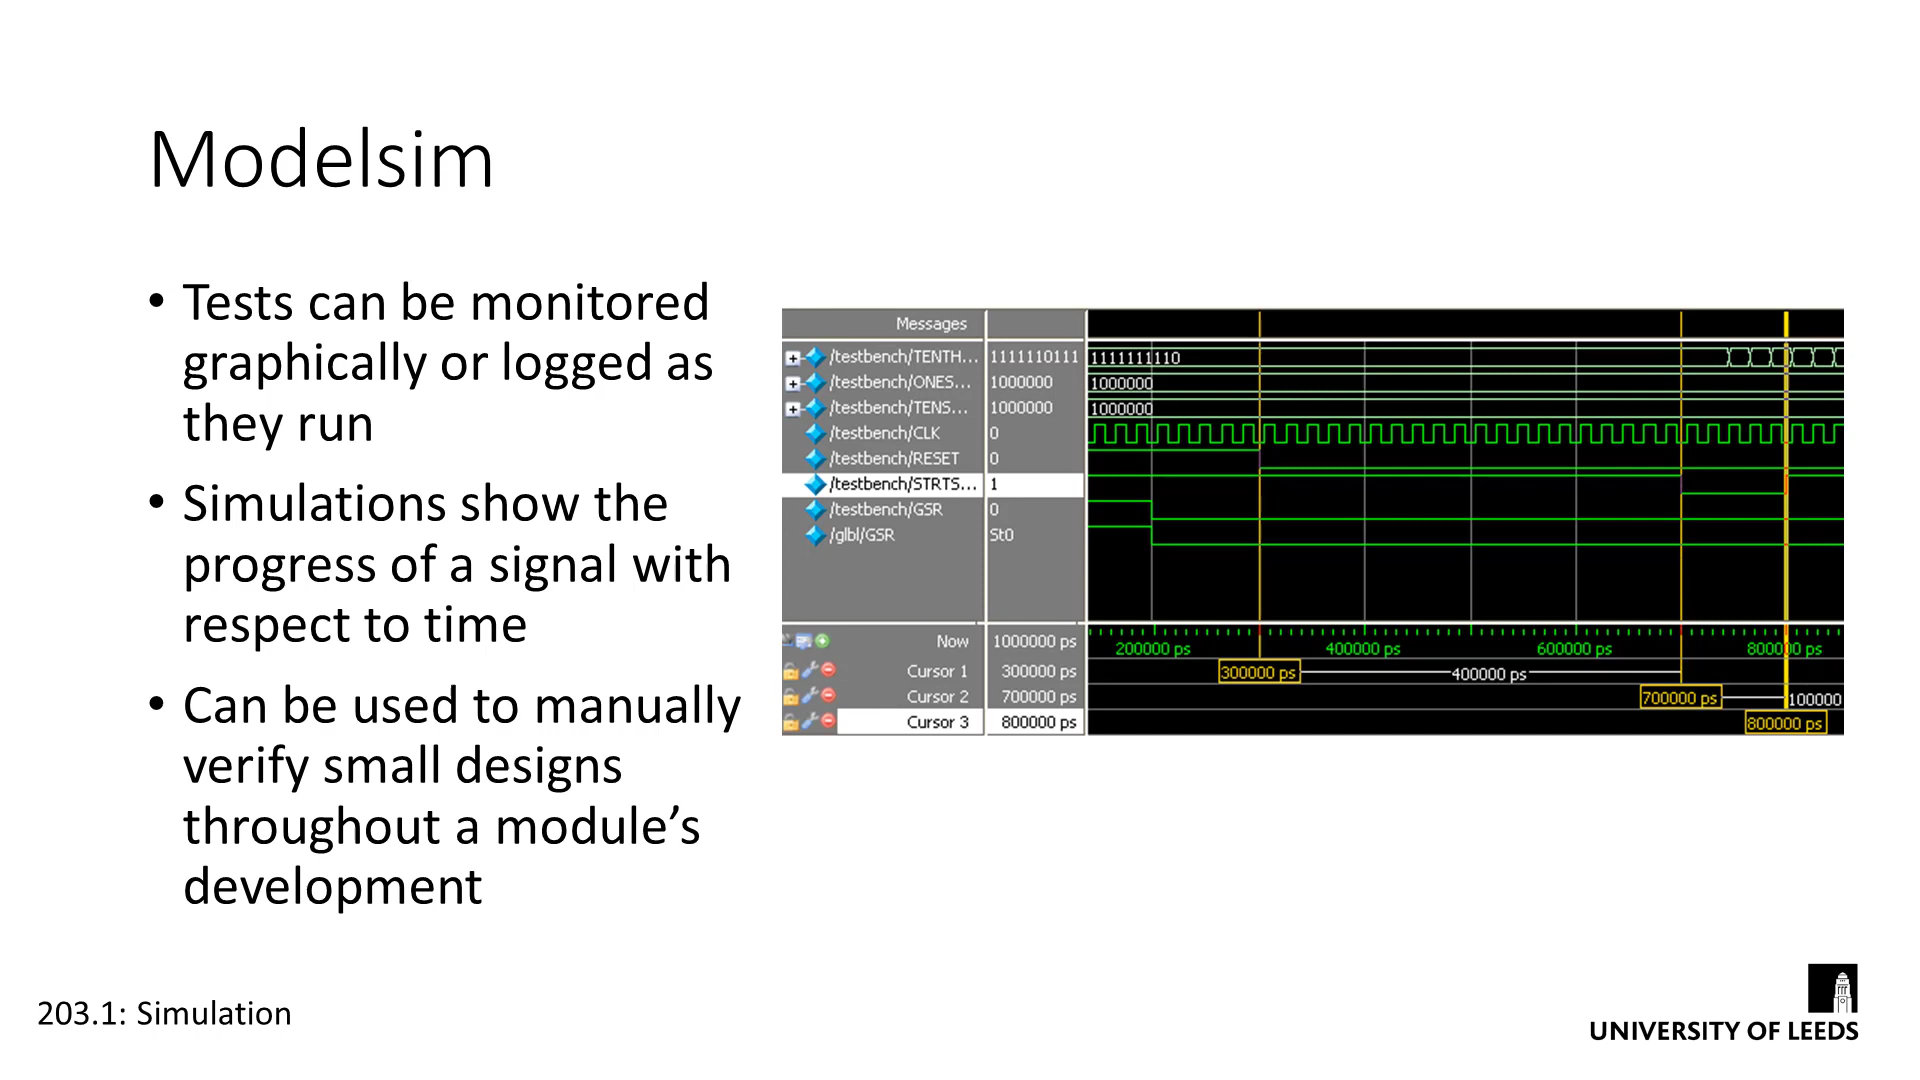 Modelsim
• Tests can be monitored
graphically or logged as
they run
• Simulations show the
progress of a signal with
respect to time
• Can be used to manually
verify small designs
throughout a module’s
development
Messages
/testbench/TENTH... 1111110111 1111111110
/testbench/ONES... 1000000 1000000
/testbench/TENS... 1000000 1000000
/testbench/CLK 0
/testbench/RESET 0
/testbench/STRTS... 1
/testbench/GSR 0
/glbl/GSR St0
Now 1000000 ps 200000 ps 400000 ps 600000 ps 800000 ps
Cursor 1 300000 ps 300000 ps 400000 ps
Cursor 2 700000 ps 700000 ps 100000
Cursor 3 800000 ps 800000 ps
203.1: Simulation
UNIVERSITY OF LEEDS